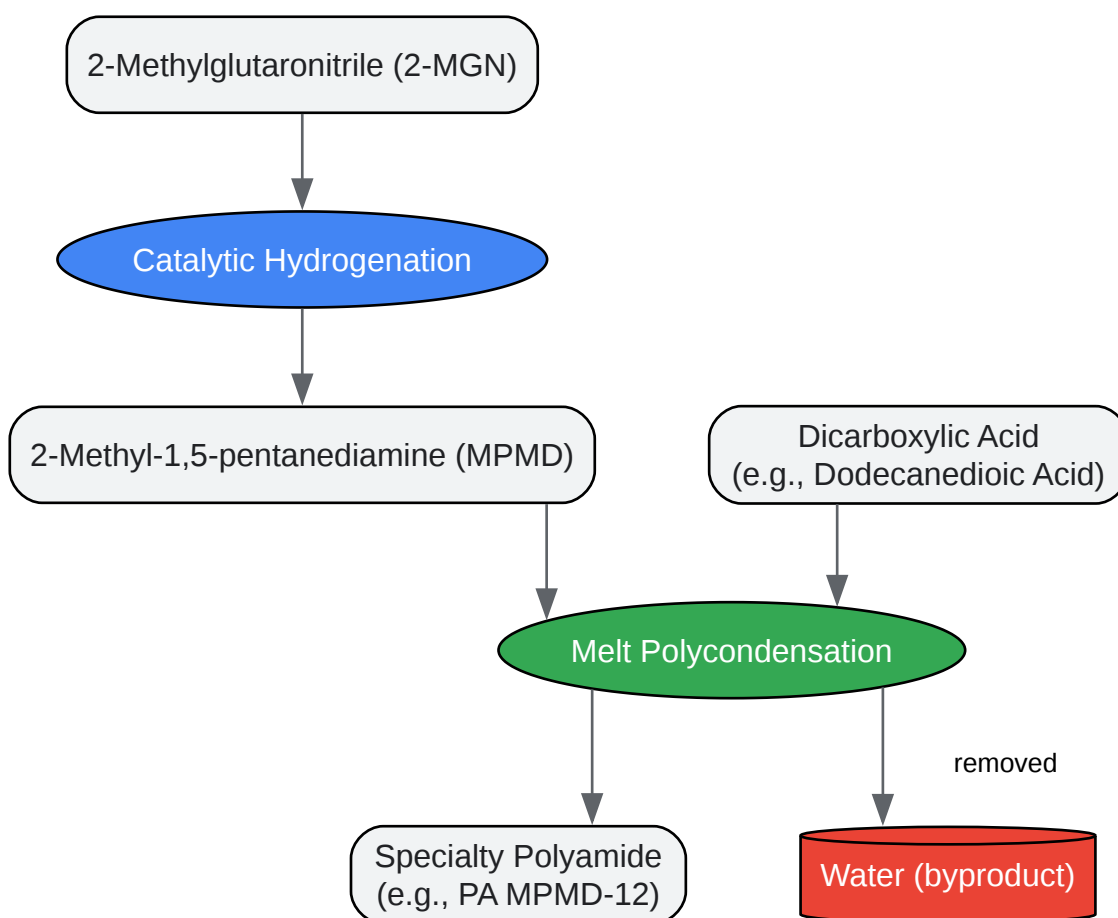 2-Methylglutaronitrile (2-MGN)
Catalytic Hydrogenation
2-Methyl-1,5-pentanediamine (MPMD)
Dicarboxylic Acid
(e.g., Dodecanedioic Acid)
Melt Polycondensation
removed
Specialty Polyamide
(e.g., PA MPMD-12)
Water (byproduct)